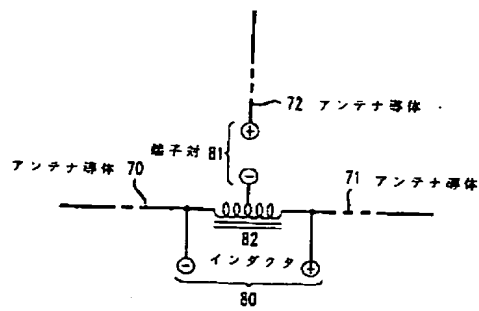 72 アンテナ導体
⊕
端子対 81
⊖
アンテナ導体 70
71 アンテナ導体
82
インダクタ
⊖ ⊕
80